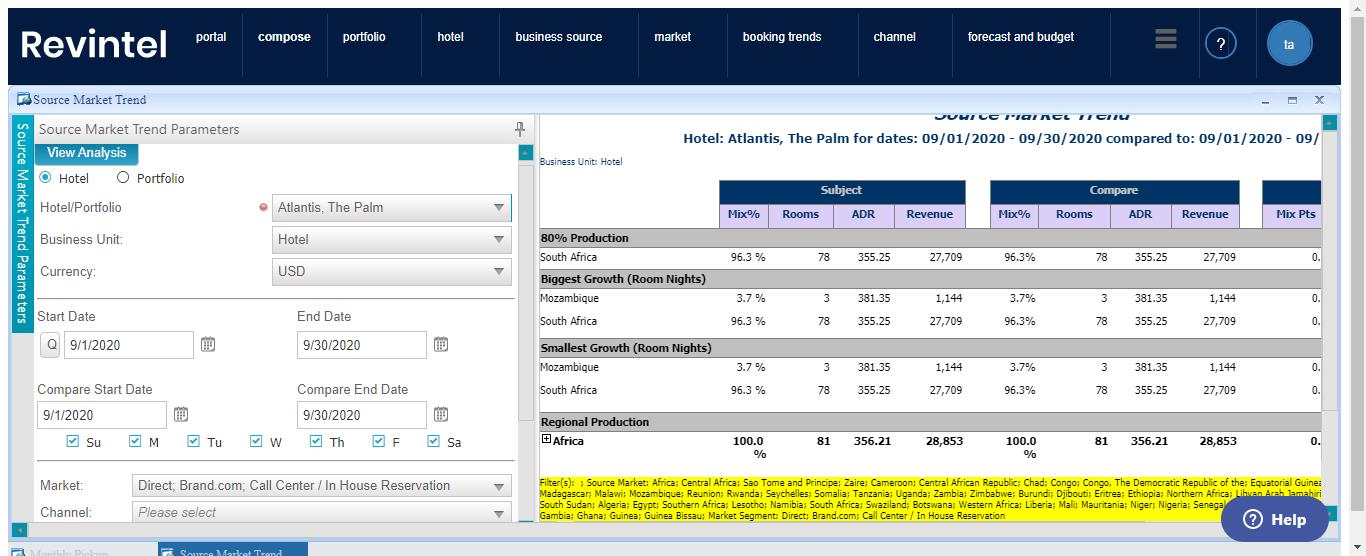 Revintel
portal compose portfolio hotel business source market booking trends channel forecast and budget ? ta
Source Market Trend
Source Market Trend Parameters
Source Market Trend Parameters
View Analysis
Hotel Portfolio
Hotel/Portfolio Atlantis, The Palm
Business Unit: Hotel
Currency: USD
Start Date End Date
Q 9/1/2020 9/30/2020
Compare Start Date Compare End Date
9/1/2020 9/30/2020
Su M Tu W Th F Sa
Market: Direct; Brand.com; Call Center / In House Reservation
Channel: Please select
Source Market Trend
Hotel: Atlantis, The Palm for dates: 09/01/2020 - 09/30/2020 compared to: 09/01/2020 - 09/
Business Unit: Hotel
Subject Compare
Mix% Rooms ADR Revenue Mix% Rooms ADR Revenue Mix Pts
80% Production
South Africa 96.3 % 78 355.25 27,709 96.3% 78 355.25 27,709 0.
Biggest Growth (Room Nights)
Mozambique 3.7 % 3 381.35 1,144 3.7% 3 381.35 1,144 0.
South Africa 96.3 % 78 355.25 27,709 96.3% 78 355.25 27,709 0.
Smallest Growth (Room Nights)
Mozambique 3.7 % 3 381.35 1,144 3.7% 3 381.35 1,144 0.
South Africa 96.3 % 78 355.25 27,709 96.3% 78 355.25 27,709 0.
Regional Production
Africa 100.0 81 356.21 28,853 100.0 81 356.21 28,853 0.
% %
Filter(s): ; Source Market: Africa; Central Africa; Sao Tome and Principe; Zaire; Cameroon; Central African Republic; Chad; Congo; Congo, The Democratic Republic of the; Equatorial Guinea
Madagascar; Malawi; Mozambique; Reunion; Rwanda; Seychelles; Somalia; Tanzania; Uganda; Zambia; Zimbabwe; Burundi; Djibouti; Eritrea; Ethiopia; Northern Africa; Libyan Arab Jamahiri
South Sudan; Algeria; Egypt; Southern Africa; Lesotho; Namibia; South Africa; Swaziland; Botswana; Western Africa; Liberia; Mali; Mauritania; Niger; Nigeria; Senegal
Gambia; Ghana; Guinea; Guinea Bissau; Market Segment: Direct; Brand.com; Call Center / In House Reservation
? Help
Monthly Pickup Source Market Trend